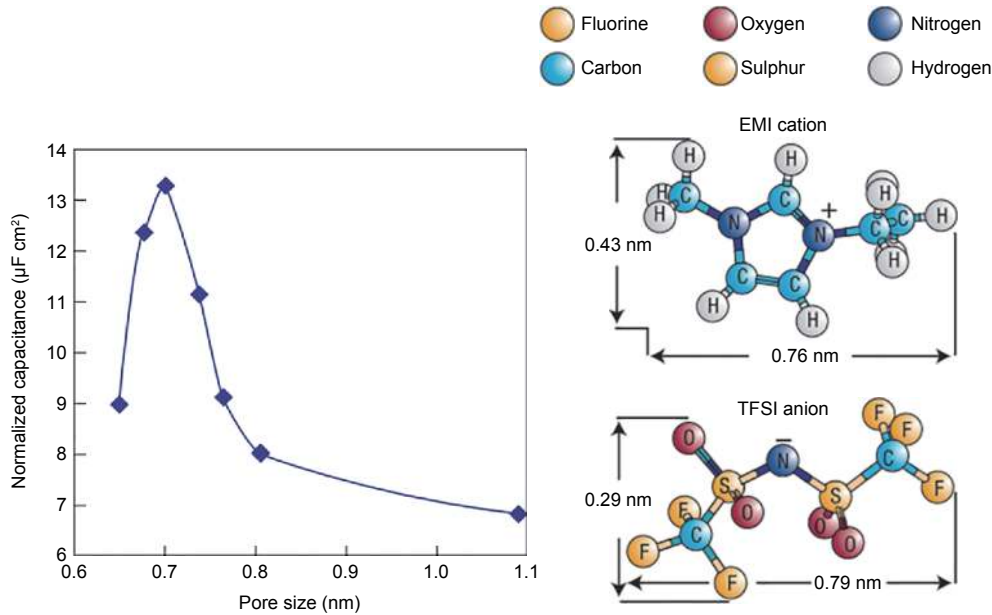 Fluorine
Oxygen
Nitrogen
Carbon
Sulphur
Hydrogen
Normalized capacitance (µF cm²)
14
13
12
11
10
9
8
7
6
0.6
0.7
0.8
0.9
1.0
1.1
Pore size (nm)
EMI cation
0.43 nm
H
H
H
H
C
C
C
H
H
N
+
N
C
H
C
C
H
H
H
0.76 nm
TFSI anion
0.29 nm
F
F
O
N
−
C
S
S
F
F
O
O
C
O
F
F
0.79 nm